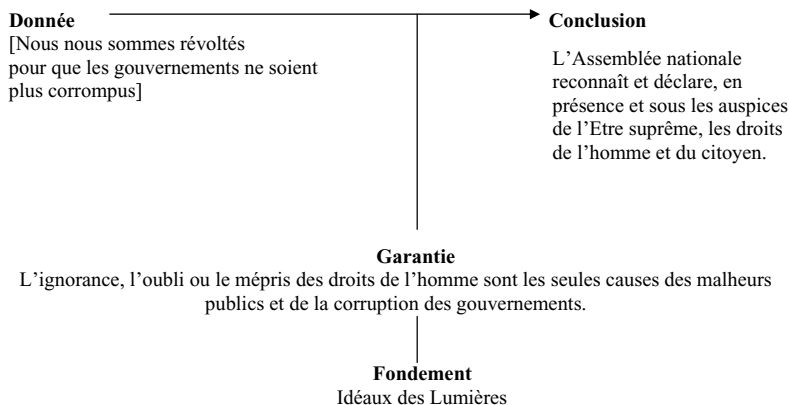 Donnée
[Nous nous sommes révoltés
pour que les gouvernements ne soient
plus corrompus]
Conclusion
L’Assemblée nationale
reconnaît et déclare, en
présence et sous les auspices
de l’Etre suprême, les droits
de l’homme et du citoyen.
Garantie
L’ignorance, l’oubli ou le mépris des droits de l’homme sont les seules causes des malheurs
publics et de la corruption des gouvernements.
Fondement
Idéaux des Lumières